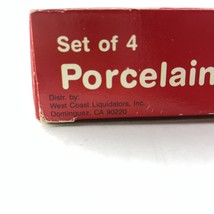 Set of 4
Porcelain
Distr. by
West Coast Liquidators, Inc.
Dominguez, CA 90220